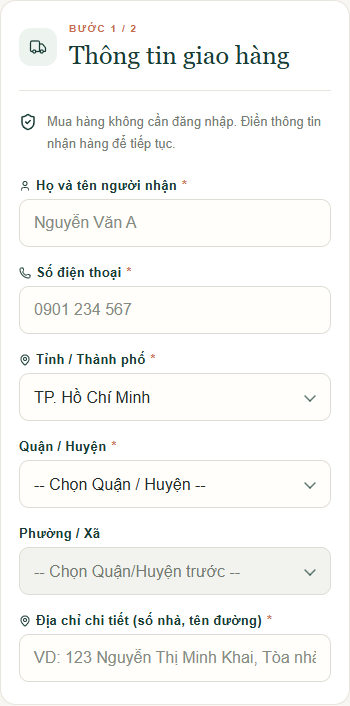 BƯỚC 1 / 2
Thông tin giao hàng
Mua hàng không cần đăng nhập. Điền thông tin
nhận hàng để tiếp tục.
Họ và tên người nhận *
Nguyễn Văn A
Số điện thoại *
0901 234 567
Tỉnh / Thành phố *
TP. Hồ Chí Minh
Quận / Huyện *
-- Chọn Quận / Huyện --
Phường / Xã
-- Chọn Quận/Huyện trước --
Địa chỉ chi tiết (số nhà, tên đường) *
VD: 123 Nguyễn Thị Minh Khai, Tòa nhà